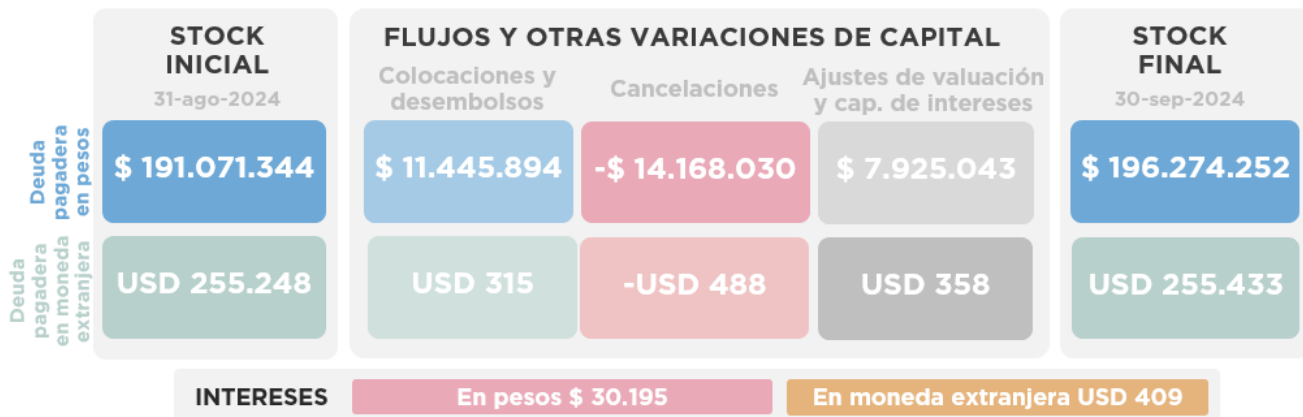 STOCK
INICIAL
31-ago-2024
FLUJOS Y OTRAS VARIACIONES DE CAPITAL
Colocaciones y
desembolsos
Cancelaciones
Ajustes de valuación
y cap. de intereses
STOCK
FINAL
30-sep-2024
Deuda
pagadera
en pesos
$ 191.071.344
$ 11.445.894
-$ 14.168.030
$ 7.925.043
$ 196.274.252
Deuda
pagadera
en moneda
extranjera
USD 255.248
USD 315
-USD 488
USD 358
USD 255.433
INTERESES
En pesos $ 30.195
En moneda extranjera USD 409